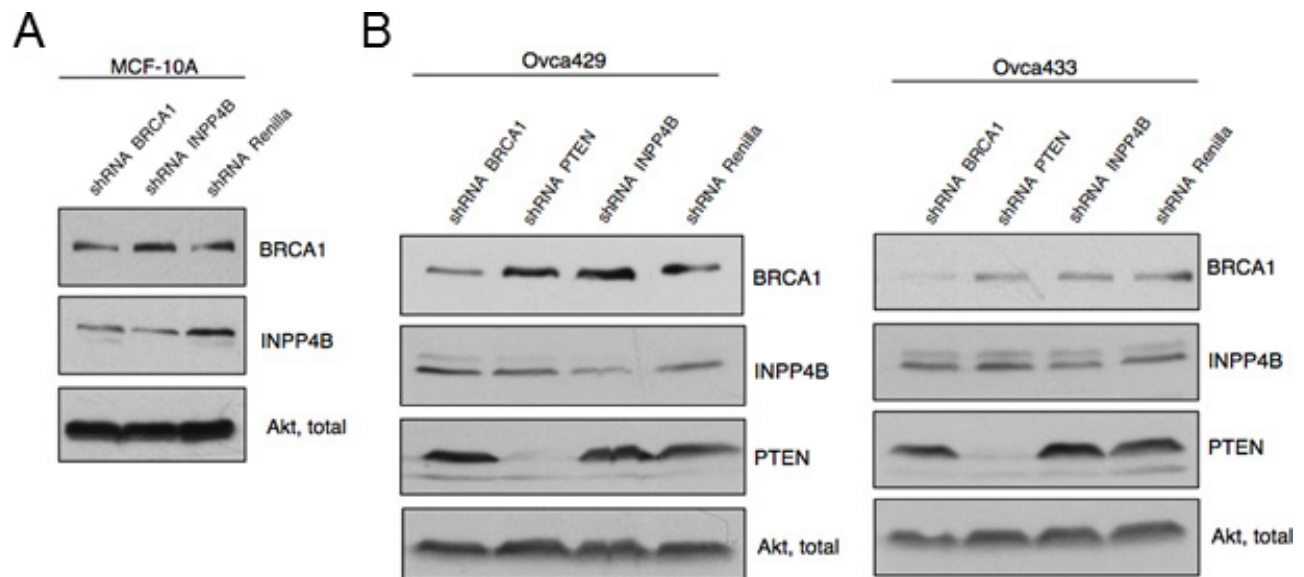 A
MCF-10A
shRNA BRCA1
shRNA INPP4B
shRNA Renilla
BRCA1
INPP4B
Akt, total
B
Ovca429
shRNA BRCA1
shRNA PTEN
shRNA INPP4B
shRNA Renilla
BRCA1
INPP4B
PTEN
Akt, total
Ovca433
shRNA BRCA1
shRNA PTEN
shRNA INPP4B
shRNA Renilla
BRCA1
INPP4B
PTEN
Akt, total